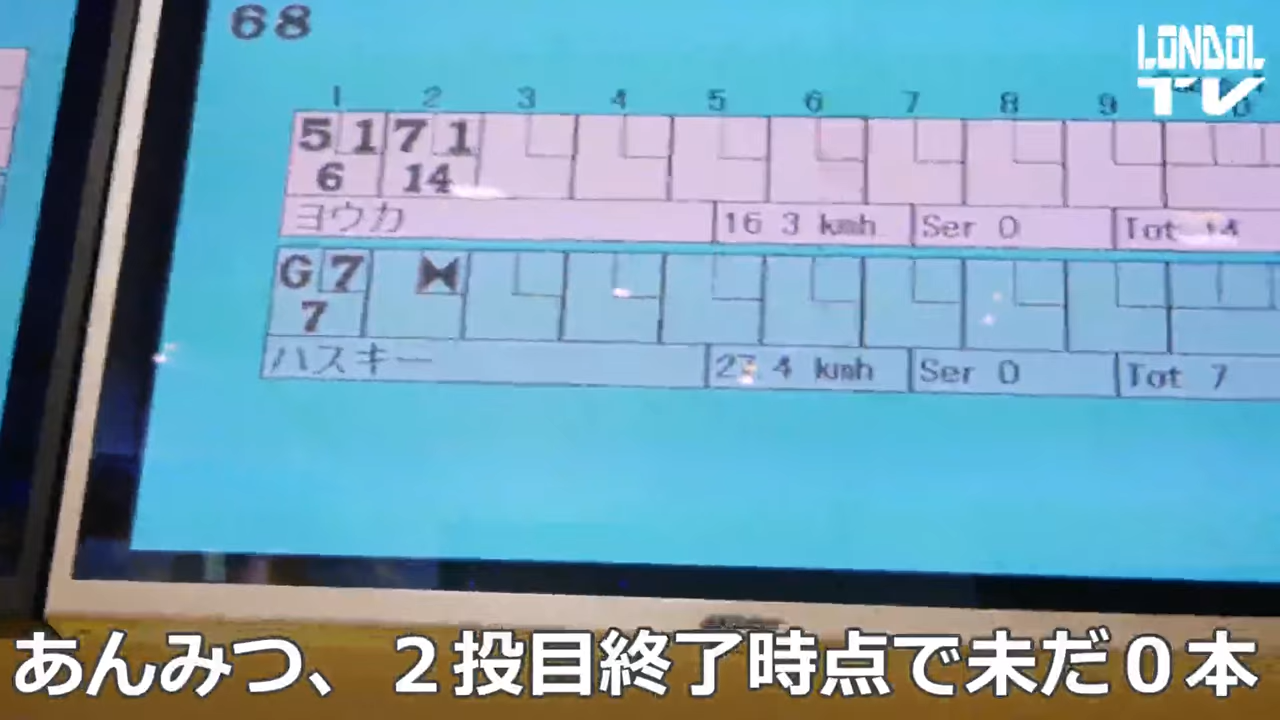 68
LONDOL
TV
1 2 3 4 5 6 7 8 9
5 1 7 1
6 14
ヨウカ 16 3 kmh Ser 0 Tot 14
G 7
7
ハスキー 4 kmh Ser 0 Tot 7
あんみつ、２投目終了時点で未だ０本